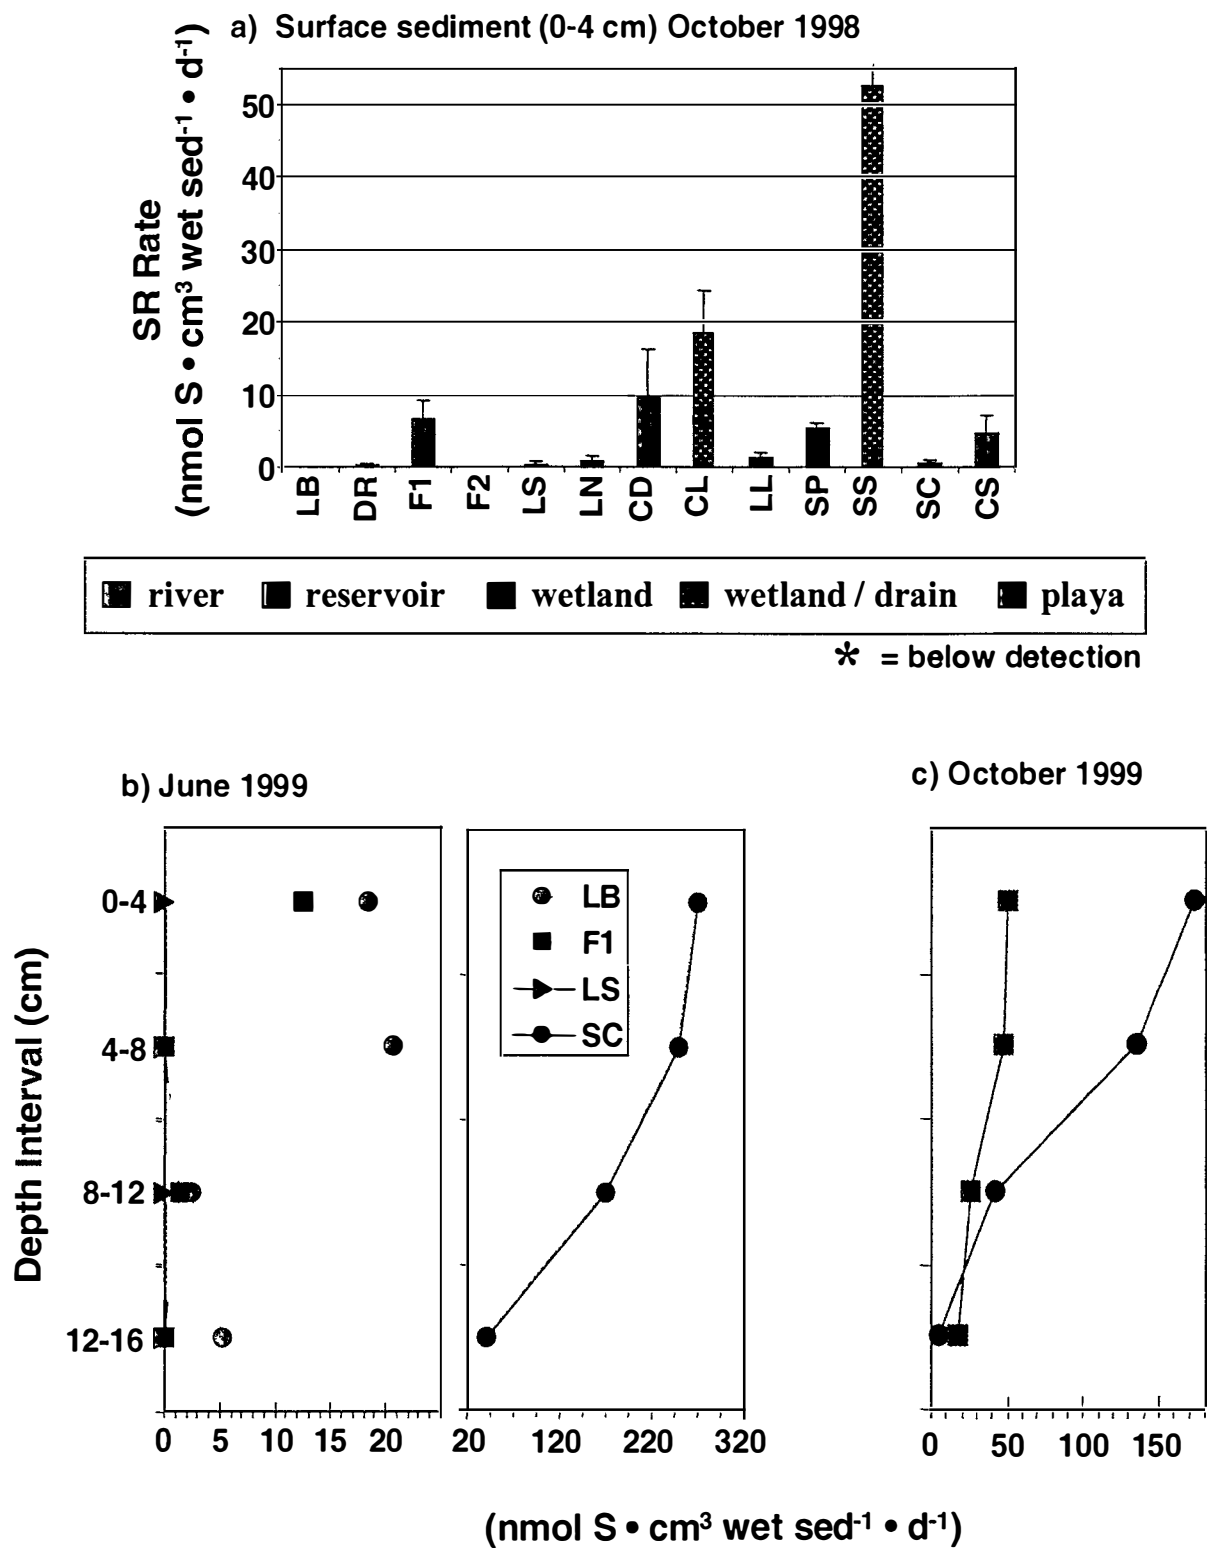 a) Surface sediment (0-4 cm) October 1998
SR Rate
(nmol S • cm³ wet sed⁻¹ • d⁻¹)
50
40
30
20
10
0
LB DR F1 F2 LS LN CD CL LL SP SS SC CS
river reservoir wetland wetland / drain playa
* = below detection
b) June 1999
c) October 1999
Depth Interval (cm)
0-4
4-8
8-12
12-16
LB
F1
LS
SC
0 5 10 15 20
20 120 220 320
0 50 100 150
(nmol S • cm³ wet sed⁻¹ • d⁻¹)